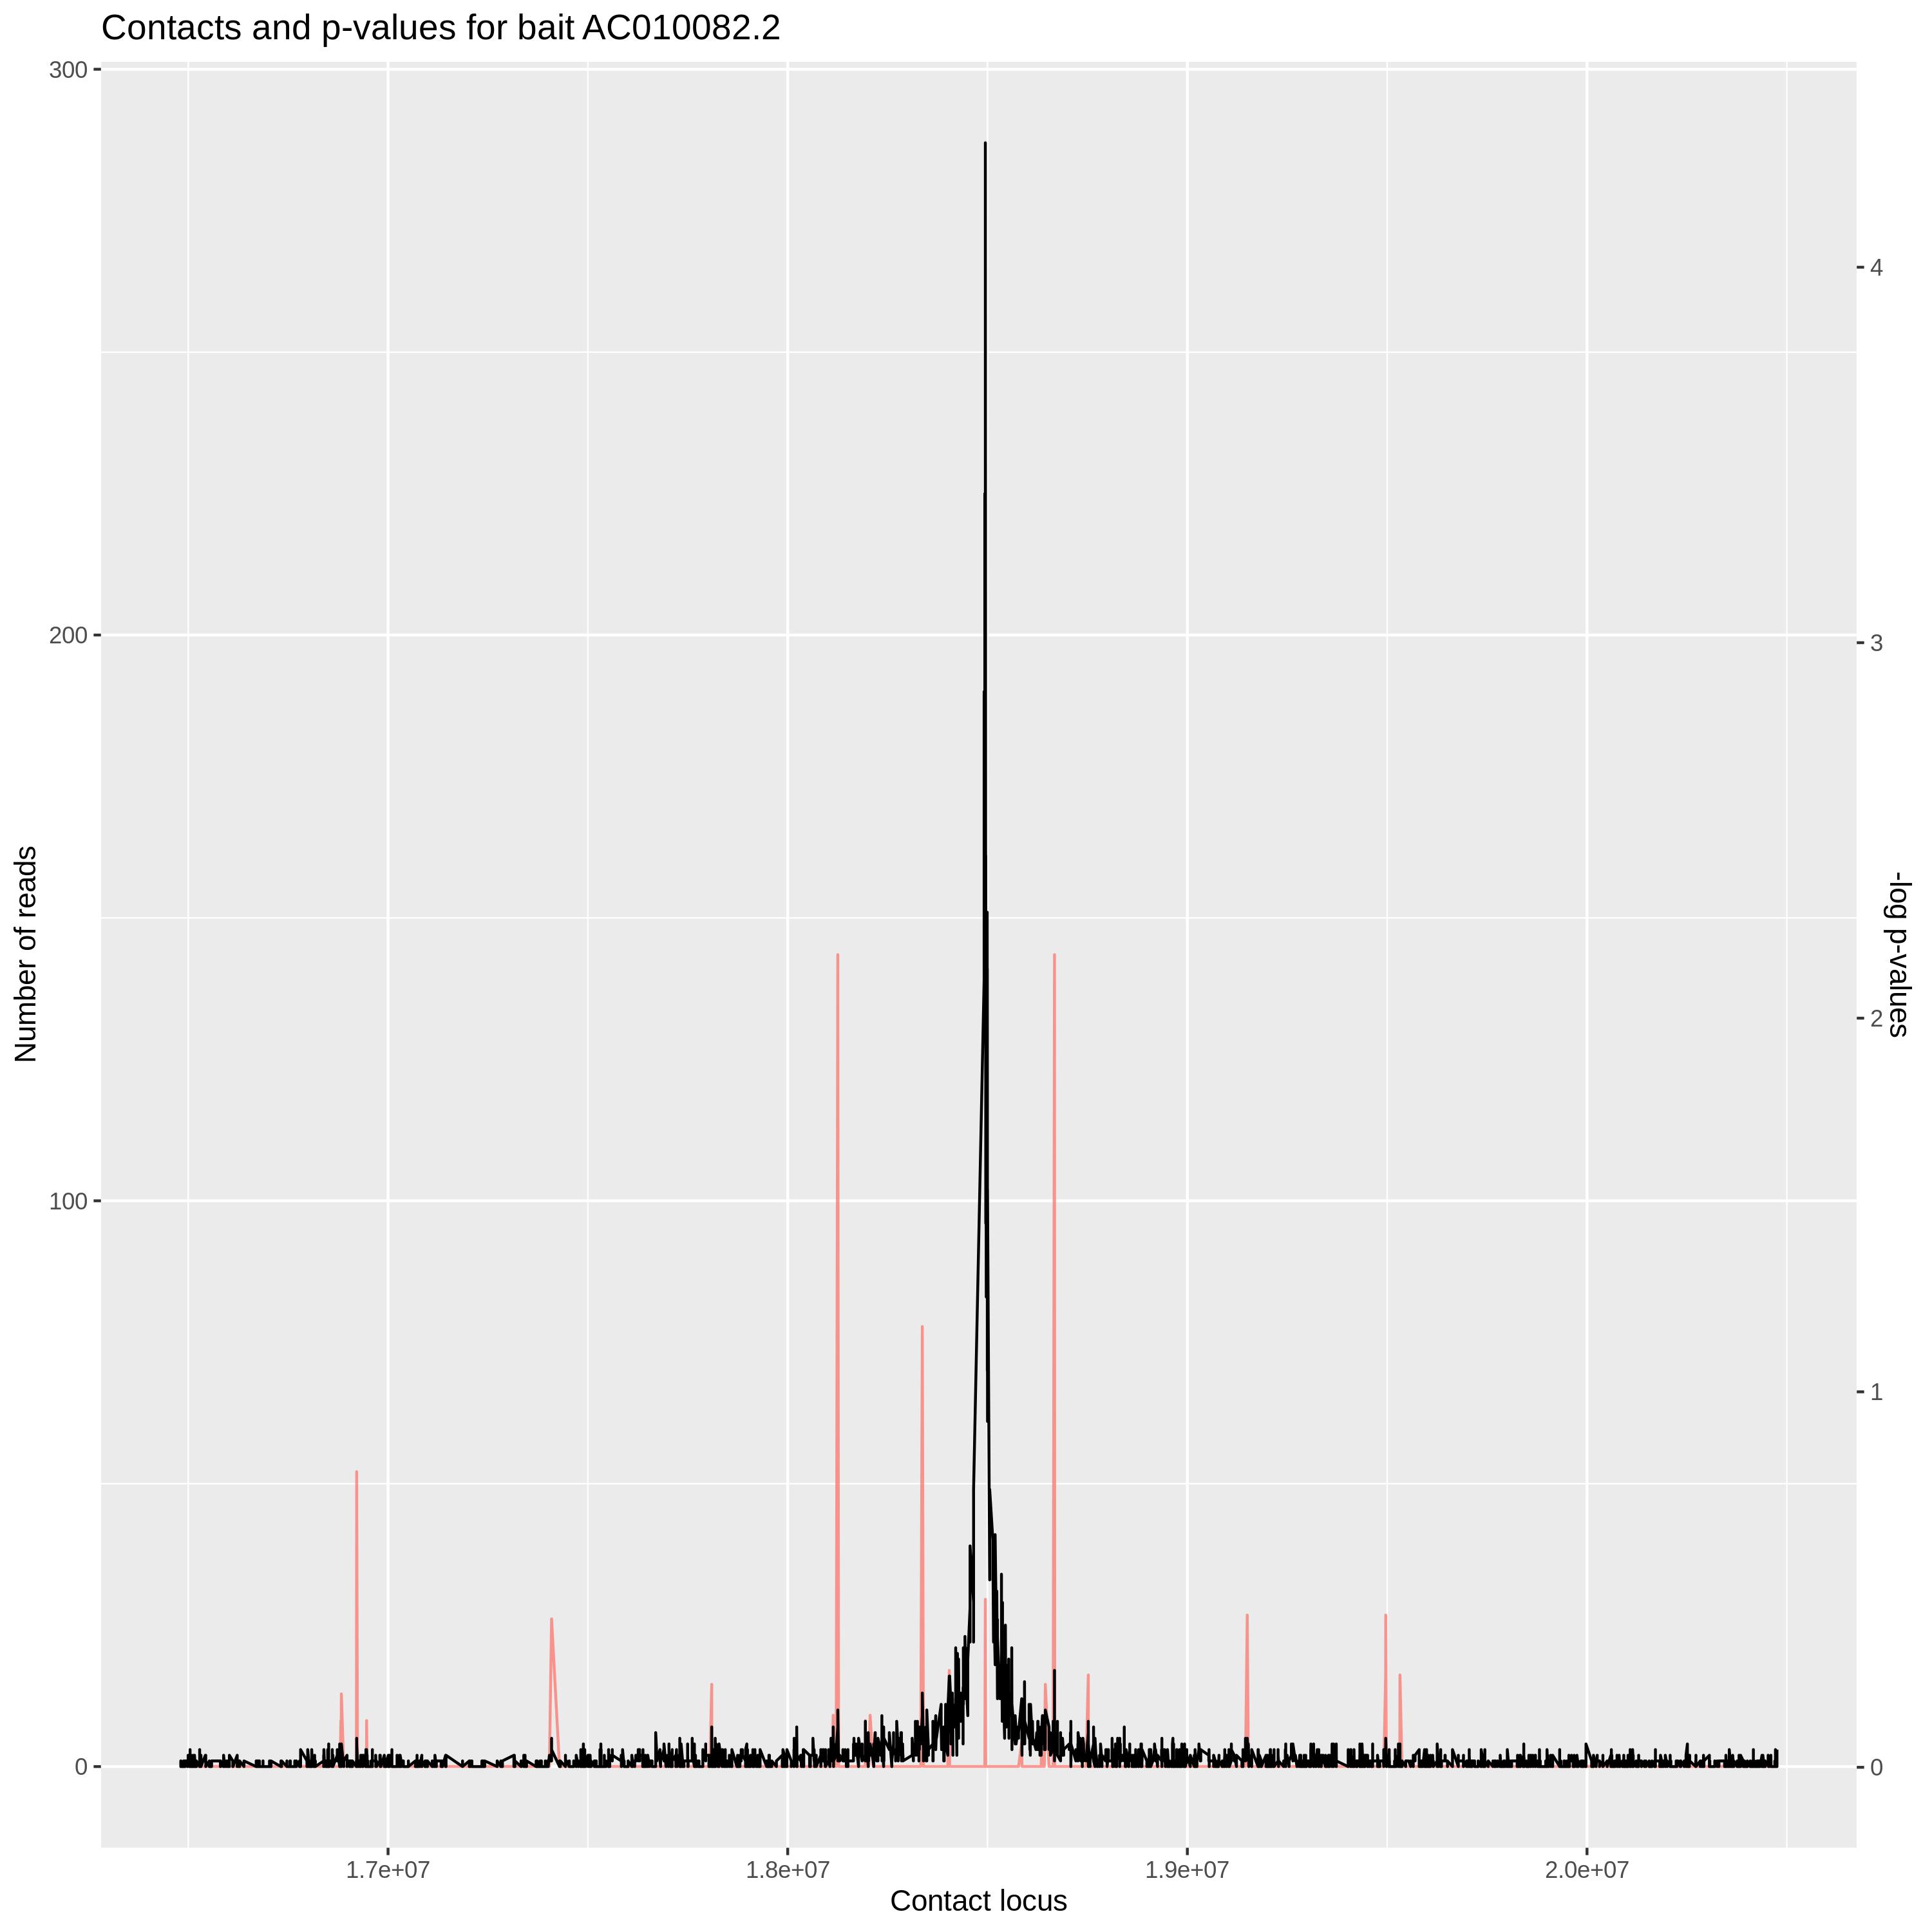 Contacts and p-values for bait AC010082.2
300
200
100
0
Number of reads
4
3
2
1
0
-log p-values
1.7e+07
1.8e+07
1.9e+07
2.0e+07
Contact locus